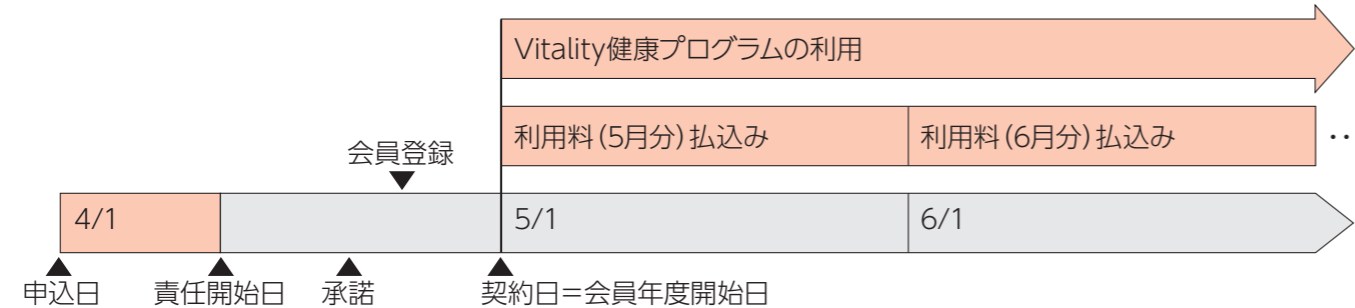 Vitality健康プログラムの利用
利用料(5月分)払込み
利用料(6月分)払込み
‥
会員登録
4/1
5/1
6/1
申込日
責任開始日
承諾
契約日=会員年度開始日